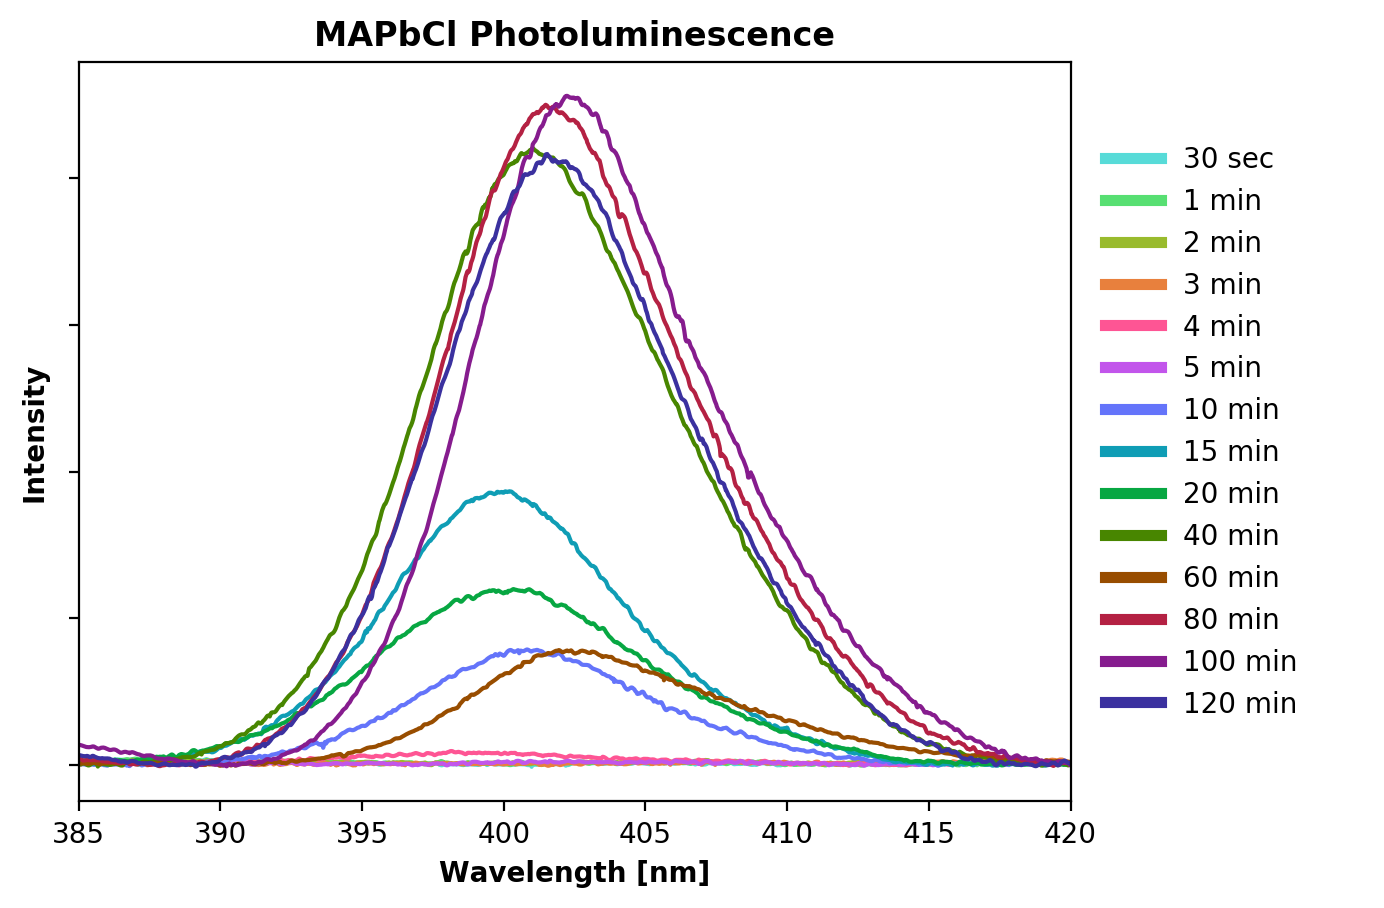 MAPbCl Photoluminescence
Intensity
385 390 395 400 405 410 415 420
Wavelength [nm]
30 sec
1 min
2 min
3 min
4 min
5 min
10 min
15 min
20 min
40 min
60 min
80 min
100 min
120 min